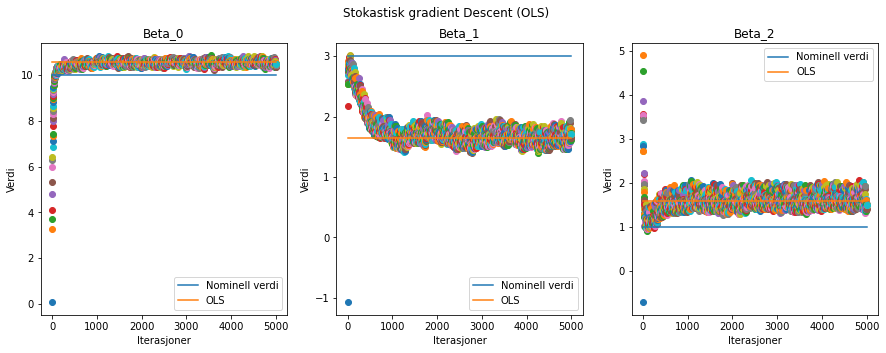 Stokastisk gradient Descent (OLS)
Beta_0
Verdi
10
8
6
4
2
0
Nominell verdi
OLS
0 1000 2000 3000 4000 5000
Iterasjoner
Beta_1
Verdi
3
2
1
0
−1
Nominell verdi
OLS
0 1000 2000 3000 4000 5000
Iterasjoner
Beta_2
Verdi
5
4
3
2
1
0
Nominell verdi
OLS
0 1000 2000 3000 4000 5000
Iterasjoner